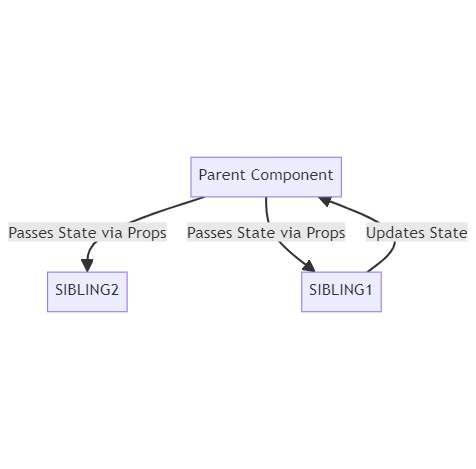 Parent Component
Passes State via Props
Passes State via Props
Updates State
SIBLING2
SIBLING1